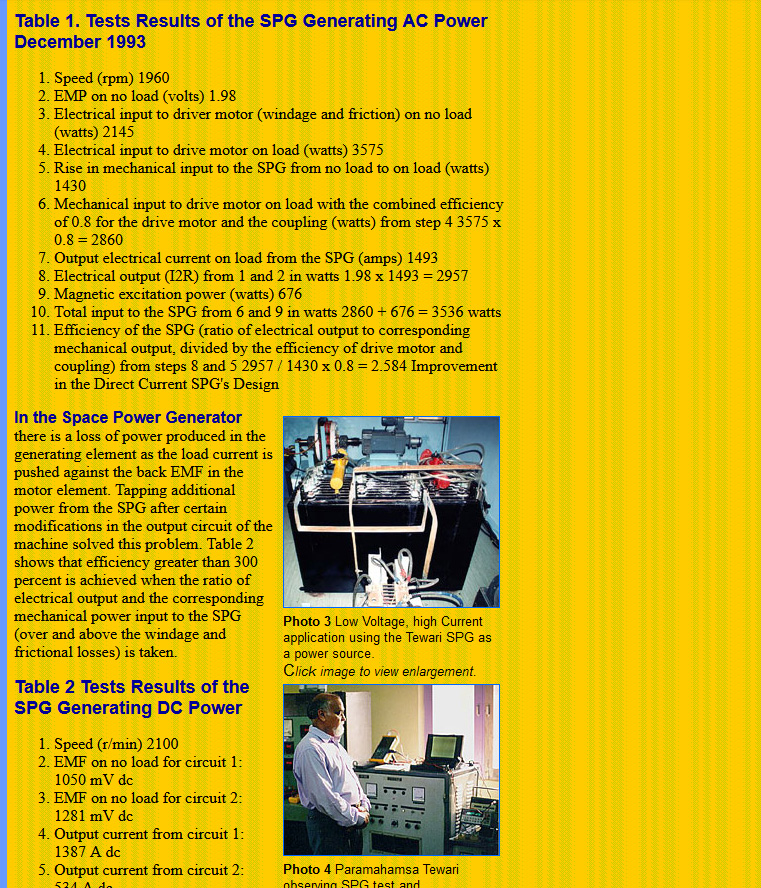 Table 1. Tests Results of the SPG Generating AC Power
December 1993
1. Speed (rpm) 1960
2. EMP on no load (volts) 1.98
3. Electrical input to driver motor (windage and friction) on no load
(watts) 2145
4. Electrical input to drive motor on load (watts) 3575
5. Rise in mechanical input to the SPG from no load to on load (watts)
1430
6. Mechanical input to drive motor on load with the combined efficiency
of 0.8 for the drive motor and the coupling (watts) from step 4 3575 x
0.8 = 2860
7. Output electrical current on load from the SPG (amps) 1493
8. Electrical output (I2R) from 1 and 2 in watts 1.98 x 1493 = 2957
9. Magnetic excitation power (watts) 676
10. Total input to the SPG from 6 and 9 in watts 2860 + 676 = 3536 watts
11. Efficiency of the SPG (ratio of electrical output to corresponding
mechanical output, divided by the efficiency of drive motor and
coupling) from steps 8 and 5 2957 / 1430 x 0.8 = 2.584 Improvement
in the Direct Current SPG's Design
In the Space Power Generator
there is a loss of power produced in the
generating element as the load current is
pushed against the back EMF in the
motor element. Tapping additional
power from the SPG after certain
modifications in the output circuit of the
machine solved this problem. Table 2
shows that efficiency greater than 300
percent is achieved when the ratio of
electrical output and the corresponding
mechanical power input to the SPG
(over and above the windage and
frictional losses) is taken.
Photo 3 Low Voltage, high Current
application using the Tewari SPG as
a power source.
Click image to view enlargement.
Table 2 Tests Results of the
SPG Generating DC Power
1. Speed (r/min) 2100
2. EMF on no load for circuit 1:
1050 mV dc
3. EMF on no load for circuit 2:
1281 mV dc
4. Output current from circuit 1:
1387 A dc
5. Output current from circuit 2:
534 A dc
Photo 4 Paramahamsa Tewari
observing SPG test and